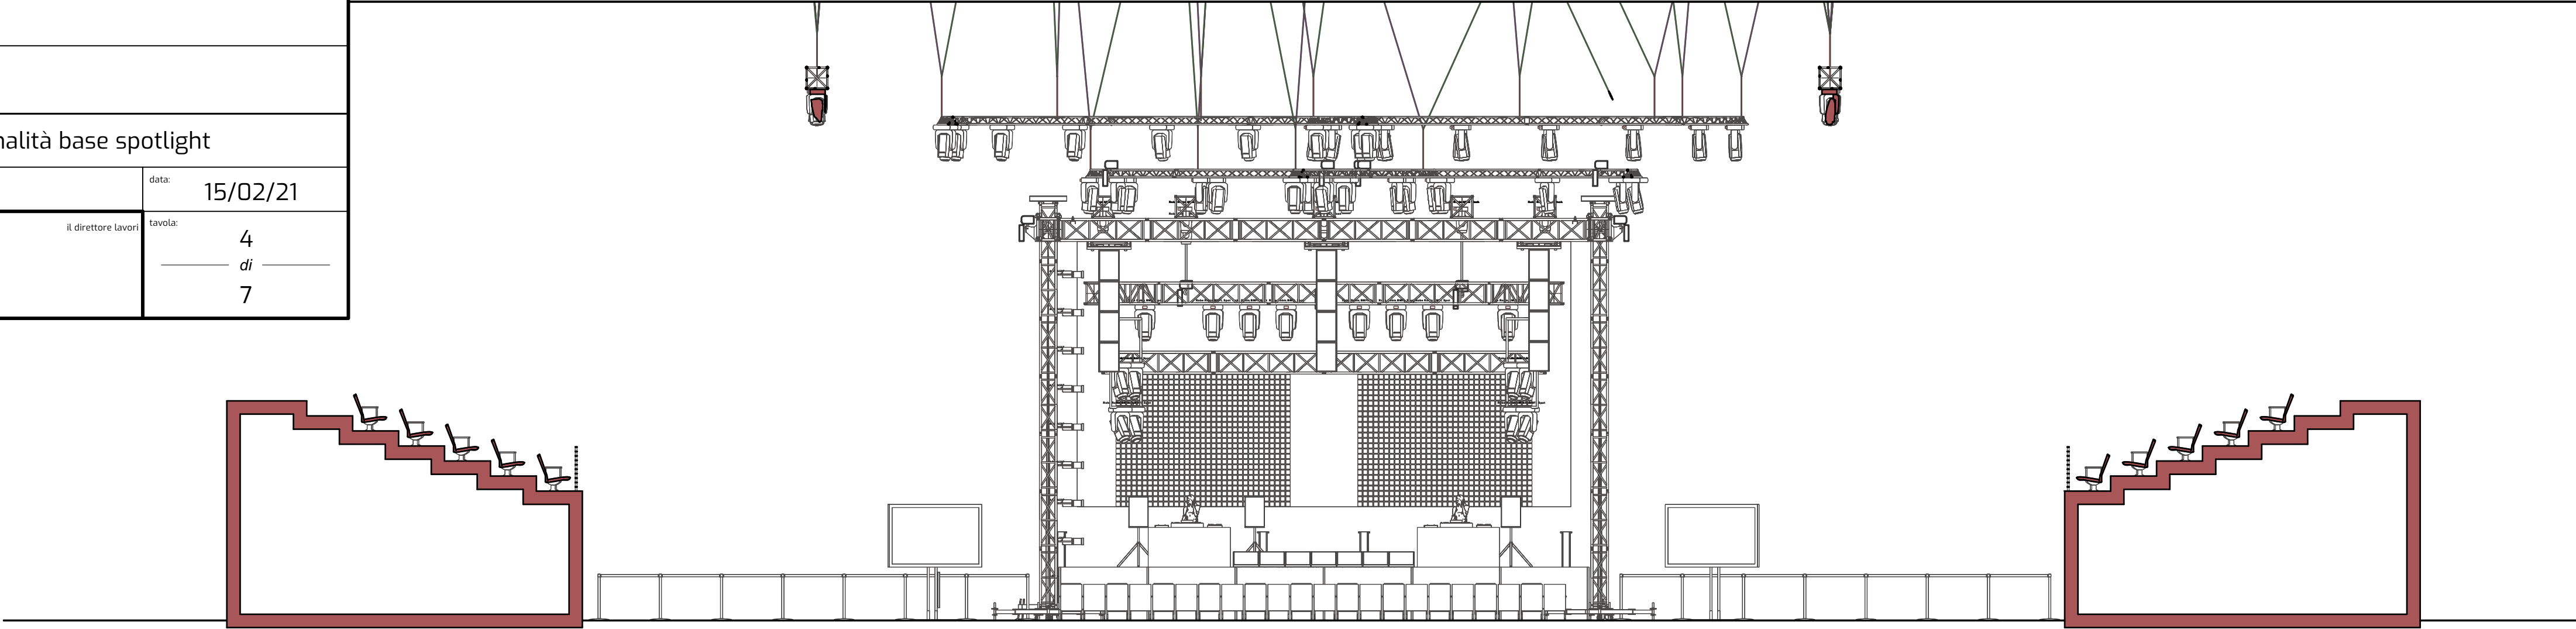 nalità base spotlight
data:
15/02/21
il direttore lavori
tavola:
4
di
7